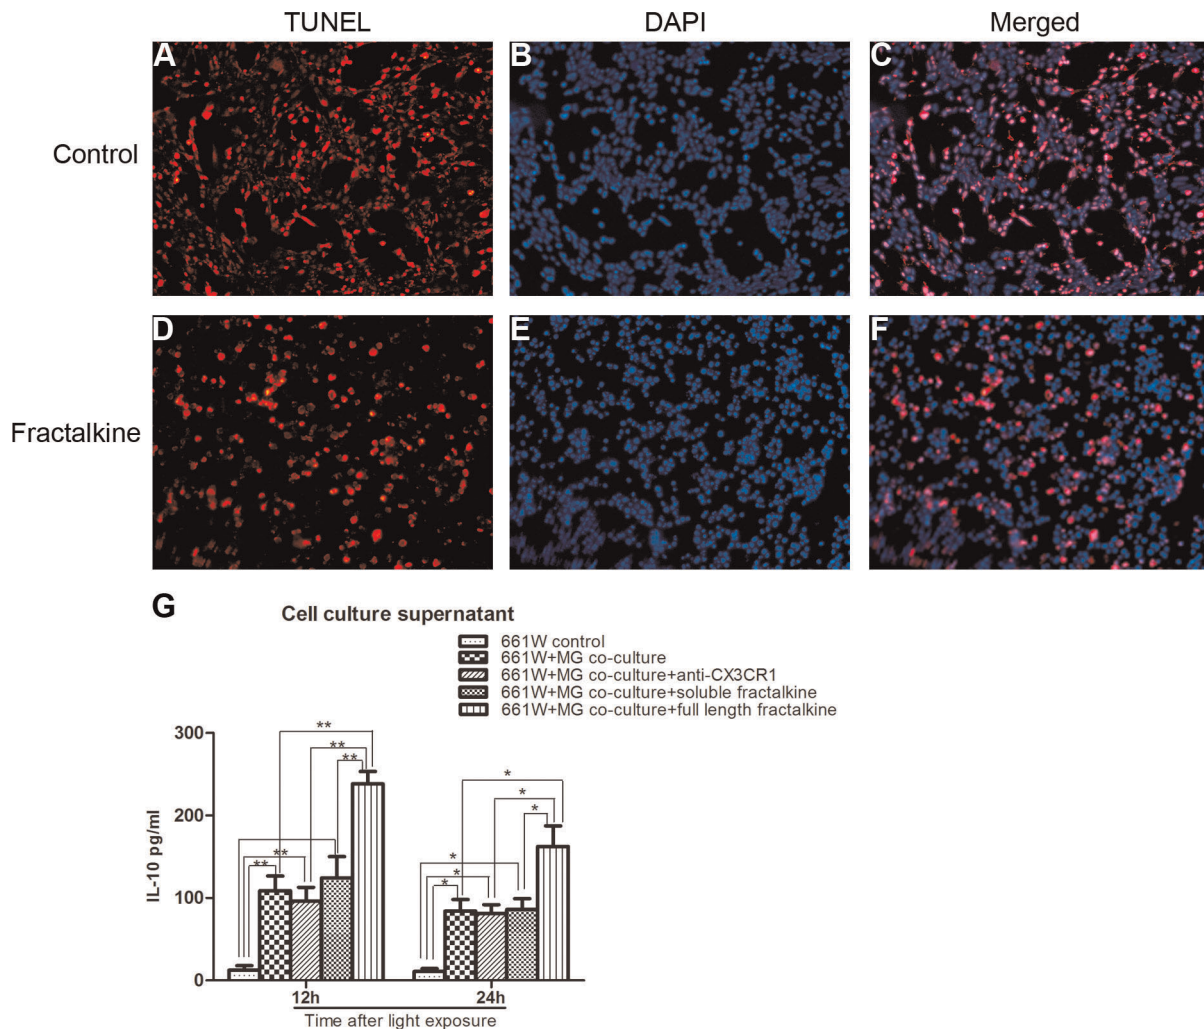 TUNEL DAPI Merged
A B C
Control
D E F
Fractalkine
G
Cell culture supernatant
661W control
661W+MG co-culture
661W+MG co-culture+anti-CX3CR1
661W+MG co-culture+soluble fractalkine
661W+MG co-culture+full length fractalkine
IL-10 pg/ml
300
200
100
0
** ** ** ** **
* * * * * *
12h 24h
Time after light exposure